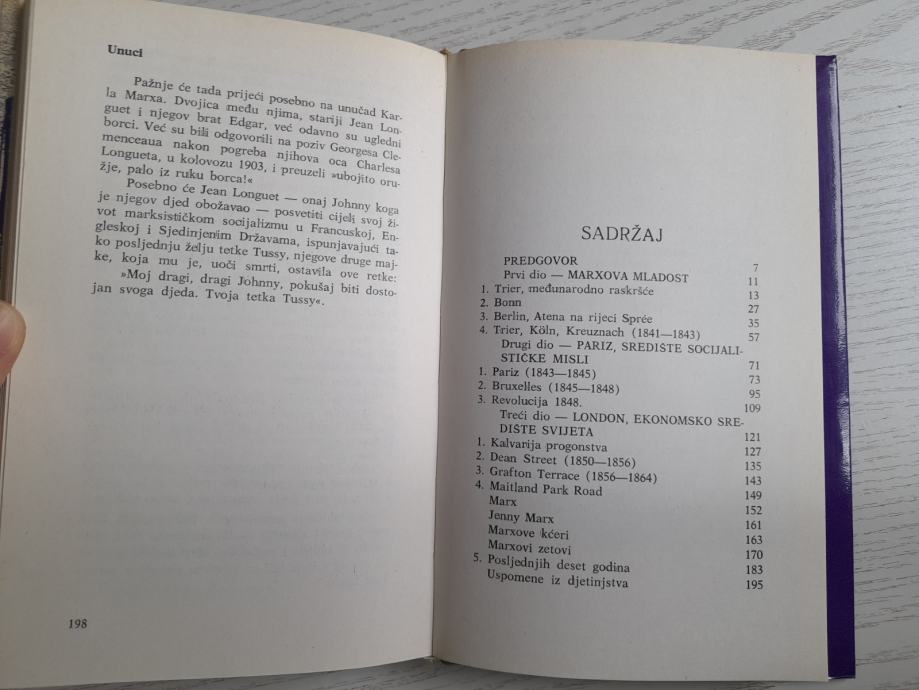 Unuci
Pažnje će tada prijeći posebno na unučad Kar-
la Marxa. Dvojica među njima, stariji Jean Lon-
guet i njegov brat Edgar, već odavno su ugledni
borci. Već su bili odgovorili na poziv Georgesa Cle-
menceaua nakon pogreba njihova oca Charlesa
Longueta, u kolovozu 1903, i preuzeli »ubojito oru-
žje, palo iz ruku borca!«
Posebno će Jean Longuet — onaj Johnny koga
je njegov djed obožavao — posvetiti cijeli svoj ži-
vot marksističkom socijalizmu u Francuskoj, En-
gleskoj i Sjedinjenim Državama, ispunjavajući ta-
ko posljednju želju tetke Tussy, njegove druge maj-
ke, koja mu je, uoči smrti, ostavila ove retke:
»Moj dragi, dragi Johnny, pokušaj biti dosto-
jan svoga djeda. Tvoja tetka Tussy«.
198
SADRŽAJ
PREDGOVOR 7
Prvi dio — MARXOVA MLADOST 11
1. Trier, međunarodno raskršće 13
2. Bonn 27
3. Berlin, Atena na rijeci Sprée 35
4. Trier, Köln, Kreuznach (1841—1843) 57
Drugi dio — PARIZ, SREDIŠTE SOCIJALI-
STIČKE MISLI 71
1. Pariz (1843—1845) 73
2. Bruxelles (1845—1848) 95
3. Revolucija 1848. 109
Treći dio — LONDON, EKONOMSKO SRE-
DIŠTE SVIJETA 121
1. Kalvarija progonstva 127
2. Dean Street (1850—1856) 135
3. Grafton Terrace (1856—1864) 143
4. Maitland Park Road 149
Marx 152
Jenny Marx 161
Marxove kćeri 163
Marxovi zetovi 170
5. Posljednjih deset godina 183
Uspomene iz djetinjstva 195